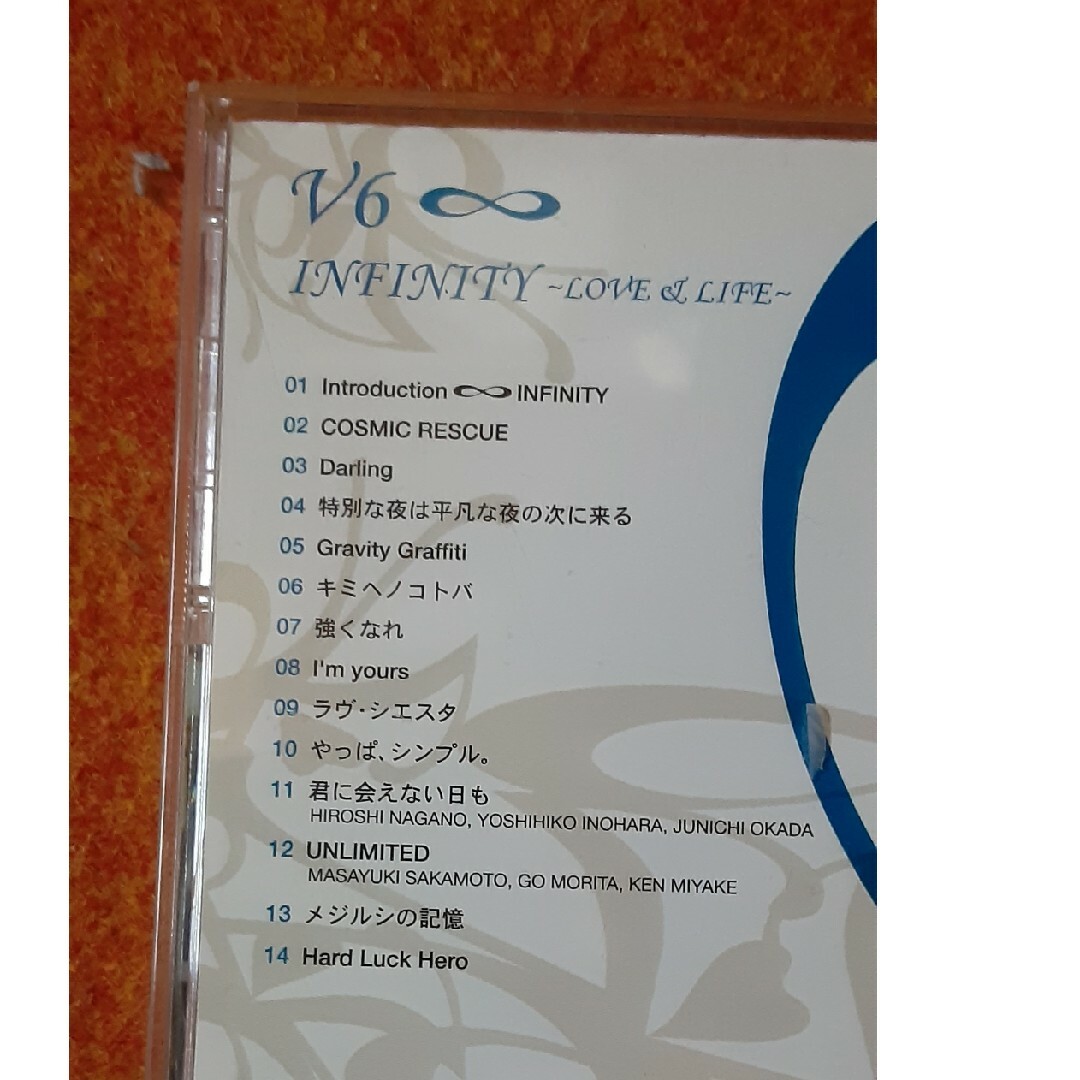 V6 ∞
INFINITY ~LOVE & LIFE~
01 Introduction ∞ INFINITY
02 COSMIC RESCUE
03 Darling
04 特別な夜は平凡な夜の次に来る
05 Gravity Graffiti
06 キミヘノコトバ
07 強くなれ
08 I'm yours
09 ラヴ・シエスタ
10 やっぱ、シンプル。
11 君に会えない日も
HIROSHI NAGANO, YOSHIHIKO INOHARA, JUNICHI OKADA
12 UNLIMITED
MASAYUKI SAKAMOTO, GO MORITA, KEN MIYAKE
13 メジルシの記憶
14 Hard Luck Hero